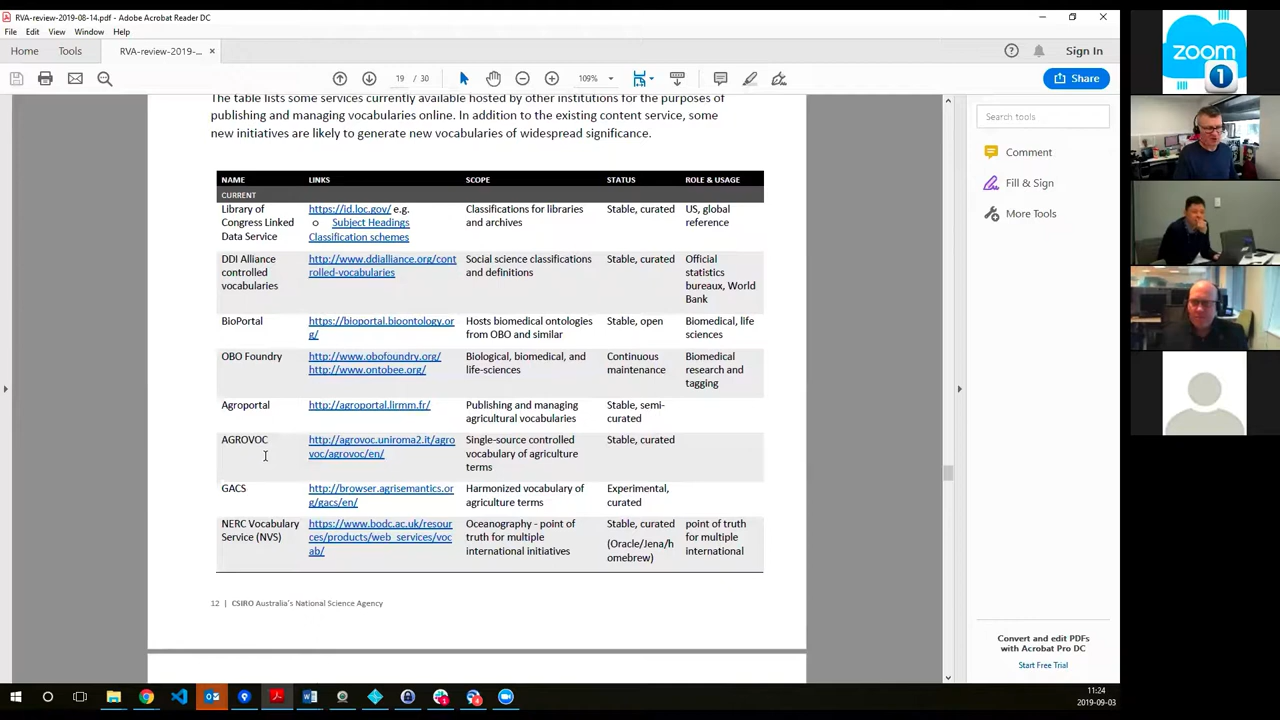 RVA-review-2019-08-14.pdf - Adobe Acrobat Reader DC
File Edit View Window Help
Home Tools RVA-review-2019-... × Sign In
19 / 30 109% Share
The table lists some services currently available hosted by other institutions for the purposes of
publishing and managing vocabularies online. In addition to the existing content service, some
new initiatives are likely to generate new vocabularies of widespread significance.
NAME LINKS SCOPE STATUS ROLE & USAGE
CURRENT
Library of https://id.loc.gov/ e.g. Classifications for libraries Stable, curated US, global
Congress Linked o Subject Headings and archives reference
Data Service Classification schemes
DDI Alliance http://www.ddialliance.org/cont Social science classifications Stable, curated Official
controlled rolled-vocabularies and definitions statistics
vocabularies bureaux, World
Bank
BioPortal https://bioportal.bioontology.or Hosts biomedical ontologies Stable, open Biomedical, life
g/ from OBO and similar sciences
OBO Foundry http://www.obofoundry.org/ Biological, biomedical, and Continuous Biomedical
http://www.ontobee.org/ life-sciences maintenance research and
tagging
Agroportal http://agroportal.lirmm.fr/ Publishing and managing Stable, semi-
agricultural vocabularies curated
AGROVOC http://agrovoc.uniroma2.it/agro Single-source controlled Stable, curated
voc/agrovoc/en/ vocabulary of agriculture
terms
GACS http://browser.agrisemantics.or Harmonized vocabulary of Experimental,
g/gacs/en/ agriculture terms curated
NERC Vocabulary https://www.bodc.ac.uk/resour Oceanography - point of Stable, curated point of truth
Service (NVS) ces/products/web_services/voc truth for multiple (Oracle/Jena/h for multiple
ab/ international initiatives omebrew) international
12 | CSIRO Australia's National Science Agency
Search tools
Comment
Fill & Sign
More Tools
Convert and edit PDFs
with Acrobat Pro DC
Start Free Trial
zoom
1
11:24
2019-09-03